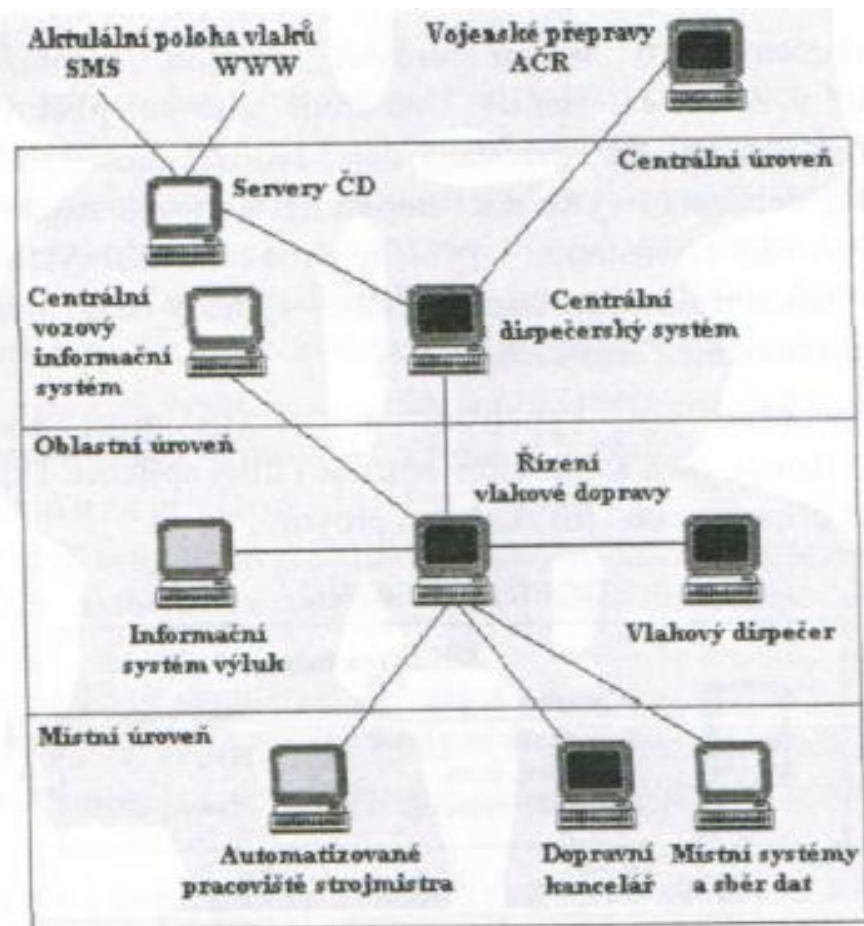 Aktulální poloha vlaků
SMS WWW
Vojenské přepravy
AČR
Centrální úroveň
Servery ČD
Centrální
vozový
informační
systém
Centrální
dispečerský systém
Oblastní úroveň
Řízení
vlakové dopravy
Informační
systém výluk
Vlakový dispečer
Místní úroveň
Automatizované
pracoviště strojmistra
Dopravní
kancelář
Místní systémy
a sběr dat